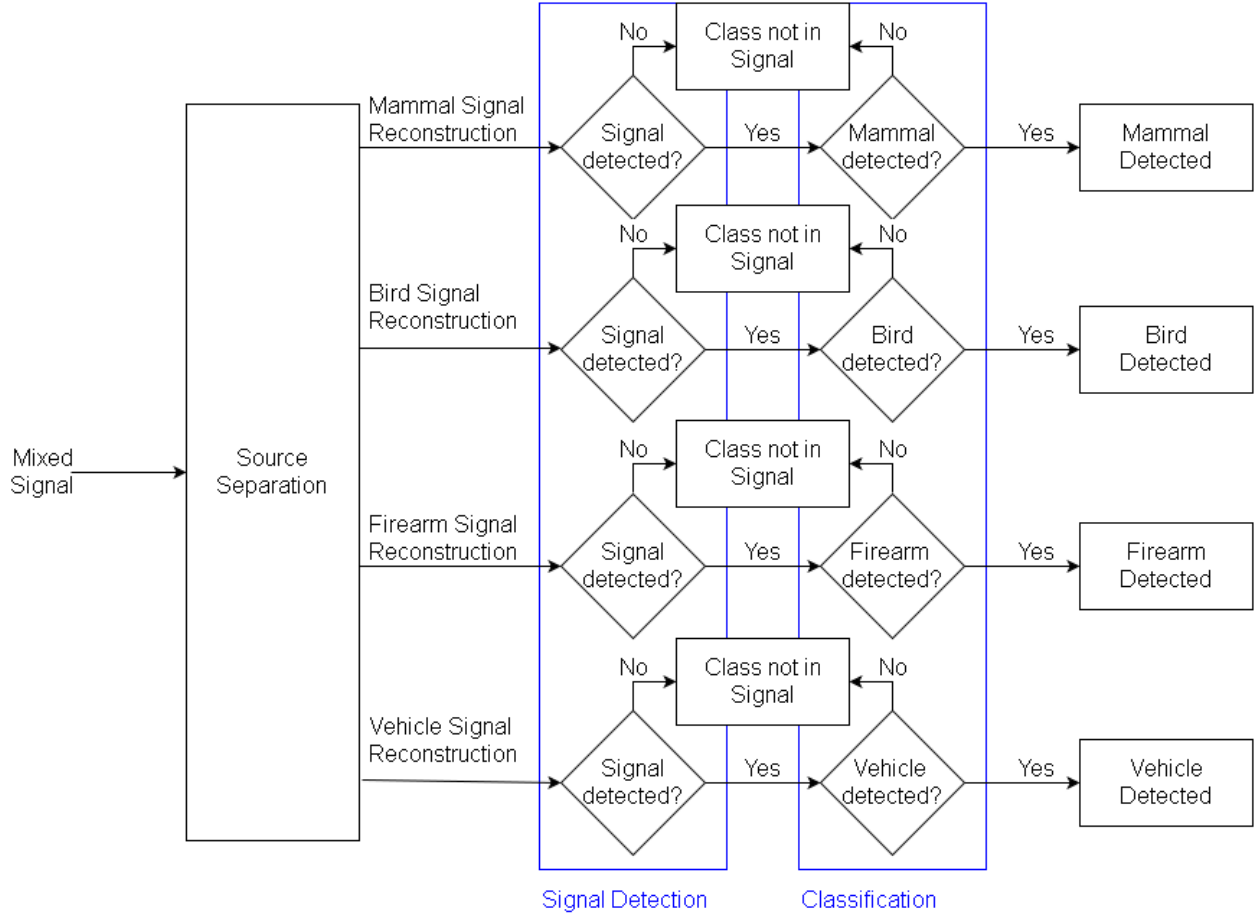 No
Class not in
Signal
No
Mammal Signal
Reconstruction
Signal
detected?
Yes
Mammal
detected?
Yes
Mammal
Detected
No
Class not in
Signal
No
Bird Signal
Reconstruction
Signal
detected?
Yes
Bird
detected?
Yes
Bird
Detected
Mixed
Signal
Source
Separation
No
Class not in
Signal
No
Firearm Signal
Reconstruction
Signal
detected?
Yes
Firearm
detected?
Yes
Firearm
Detected
No
Class not in
Signal
No
Vehicle Signal
Reconstruction
Signal
detected?
Yes
Vehicle
detected?
Yes
Vehicle
Detected
Signal Detection
Classification